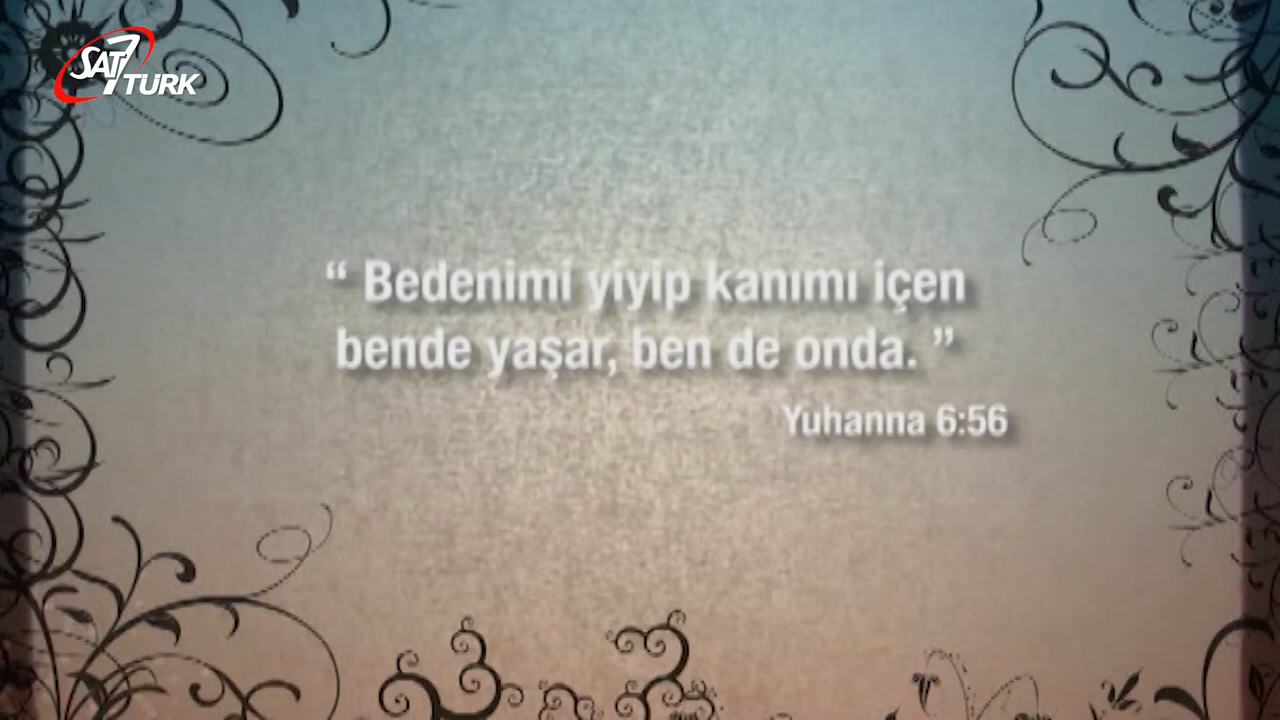 SAT7
TURK
“ Bedenimi yiyip kanımı içen
bende yaşar, ben de onda. ”
Yuhanna 6:56